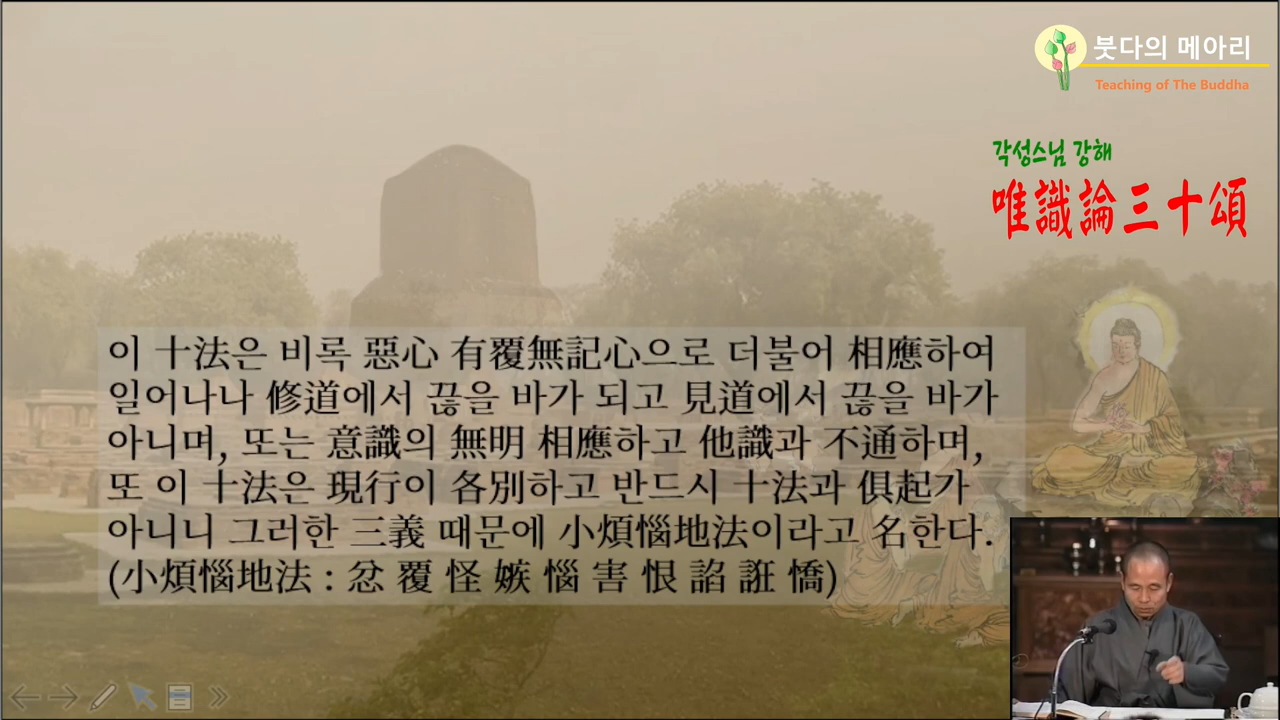 붓다의 메아리
Teaching of The Buddha
각성스님 강해
唯識論三十頌
이 十法은 비록 惡心 有覆無記心으로 더불어 相應하여
일어나나 修道에서 끊을 바가 되고 見道에서 끊을 바가
아니며, 또는 意識의 無明 相應하고 他識과 不通하며,
또 이 十法은 現行이 各別하고 반드시 十法과 俱起가
아니니 그러한 三義 때문에 小煩惱地法이라고 名한다.
(小煩惱地法 : 忿 覆 怪 嫉 惱 害 恨 諂 誑 憍)